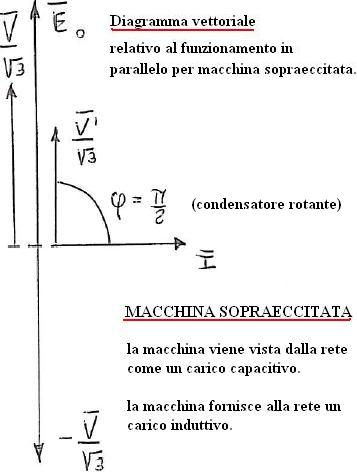 V̅/√3
E̅₀
Diagramma vettoriale
relativo al funzionamento in
parallelo per macchina sopraeccitata.
V̅'/√3
φ = π/2 (condensatore rotante)
I̅
MACCHINA SOPRAECCITATA
la macchina viene vista dalla rete
come un carico capacitivo.
la macchina fornisce alla rete un
carico induttivo.
- V̅/√3